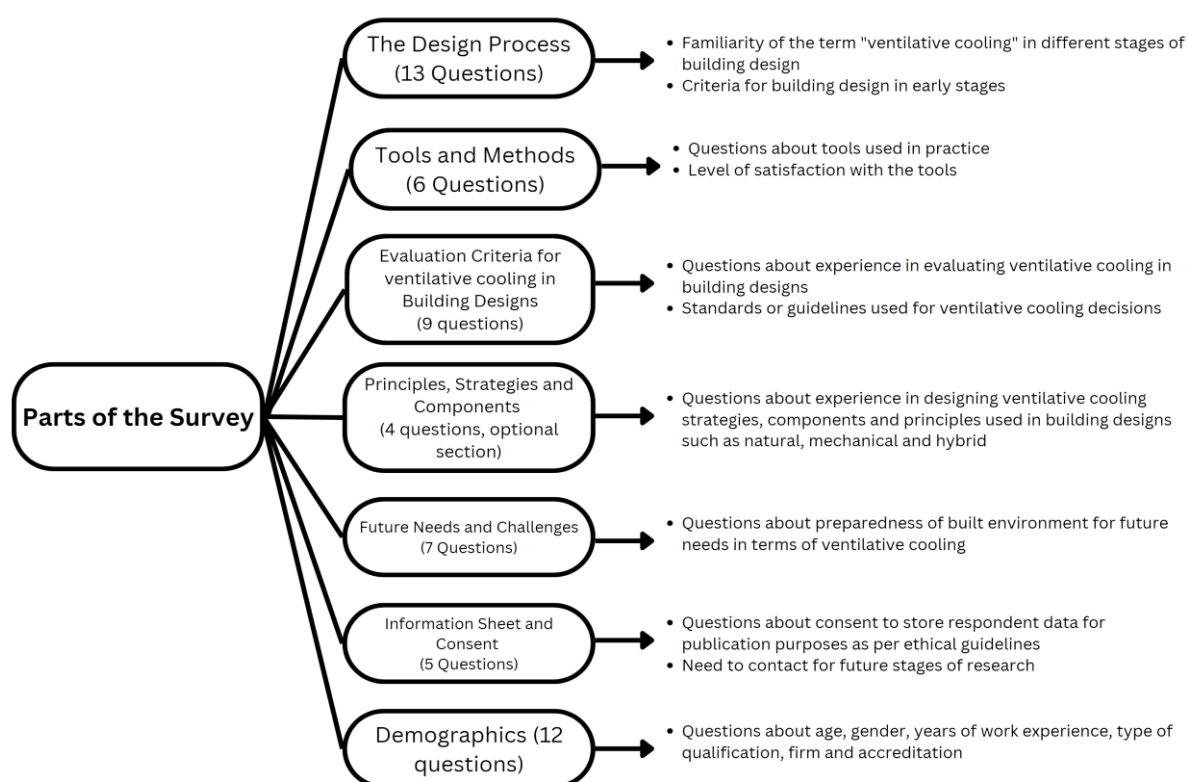 The Design Process
(13 Questions)
• Familiarity of the term "ventilative cooling" in different stages of
building design
• Criteria for building design in early stages
Tools and Methods
(6 Questions)
• Questions about tools used in practice
• Level of satisfaction with the tools
Evaluation Criteria for
ventilative cooling in
Building Designs
(9 questions)
• Questions about experience in evaluating ventilative cooling in
building designs
• Standards or guidelines used for ventilative cooling decisions
Parts of the Survey
Principles, Strategies and
Components
(4 questions, optional
section)
• Questions about experience in designing ventilative cooling
strategies, components and principles used in building designs
such as natural, mechanical and hybrid
Future Needs and Challenges
(7 Questions)
• Questions about preparedness of built environment for future
needs in terms of ventilative cooling
Information Sheet and
Consent
(5 Questions)
• Questions about consent to store respondent data for
publication purposes as per ethical guidelines
• Need to contact for future stages of research
Demographics (12
questions)
• Questions about age, gender, years of work experience, type of
qualification, firm and accreditation